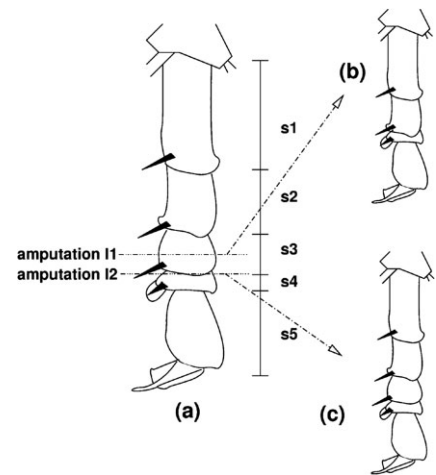 (b)
s1
s2
amputation l1
s3
amputation l2
s4
s5
(a)
(c)